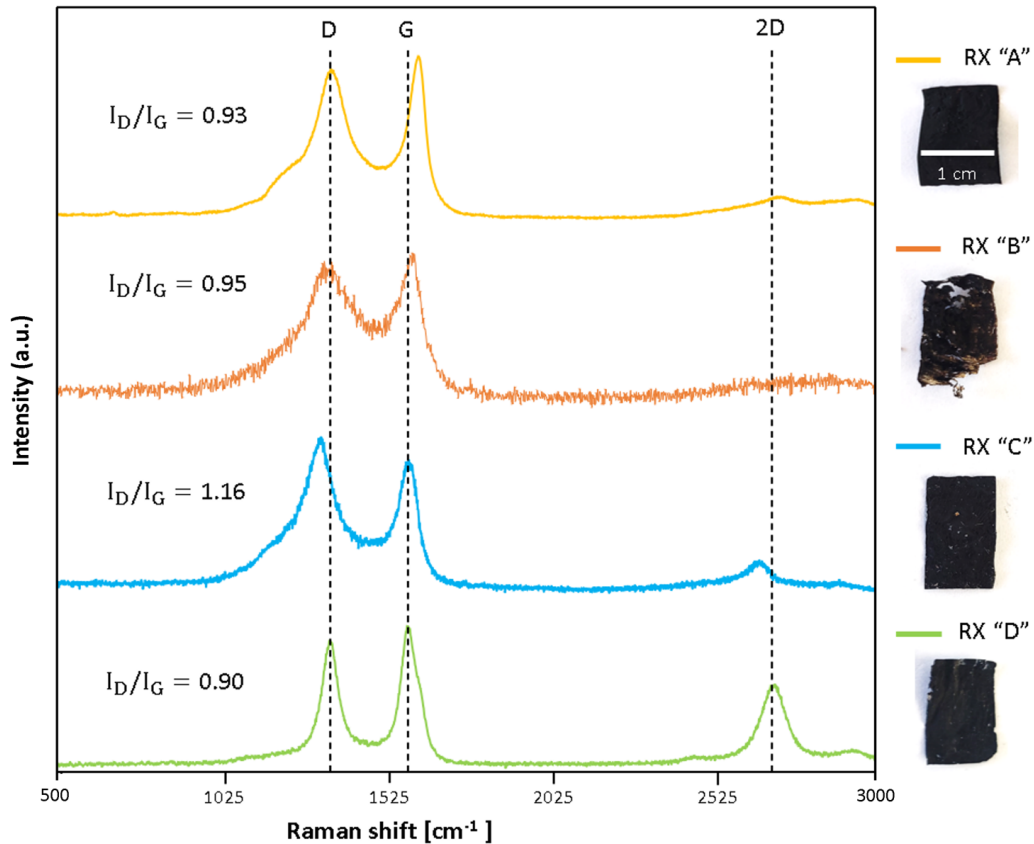 D G 2D
I_D/I_G = 0.93
I_D/I_G = 0.95
I_D/I_G = 1.16
I_D/I_G = 0.90
Intensity (a.u.)
500 1025 1525 2025 2525 3000
Raman shift [cm⁻¹ ]
RX “A”
1 cm
RX “B”
RX “C”
RX “D”